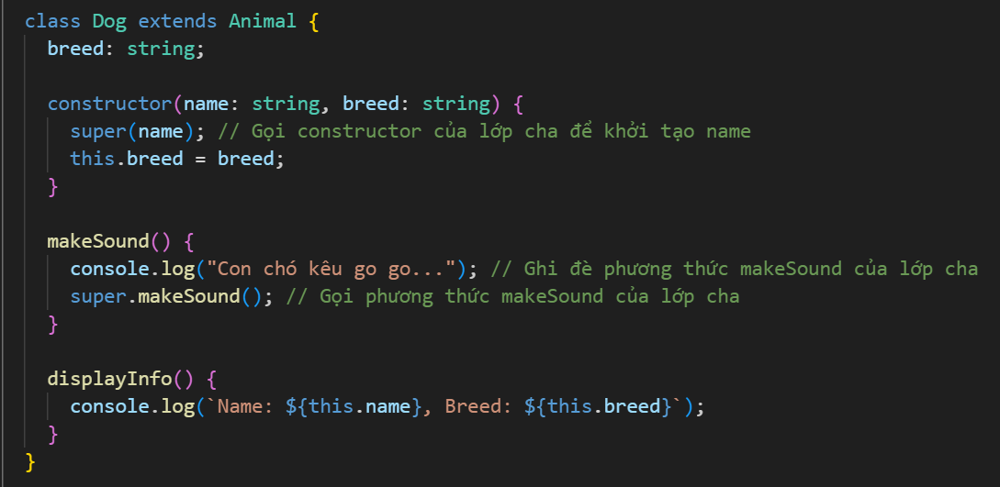 class Dog extends Animal {
  breed: string;

  constructor(name: string, breed: string) {
    super(name); // Gọi constructor của lớp cha để khởi tạo name
    this.breed = breed;
  }

  makeSound() {
    console.log("Con chó kêu go go..."); // Ghi đè phương thức makeSound của lớp cha
    super.makeSound(); // Gọi phương thức makeSound của lớp cha
  }

  displayInfo() {
    console.log(`Name: ${this.name}, Breed: ${this.breed}`);
  }
}